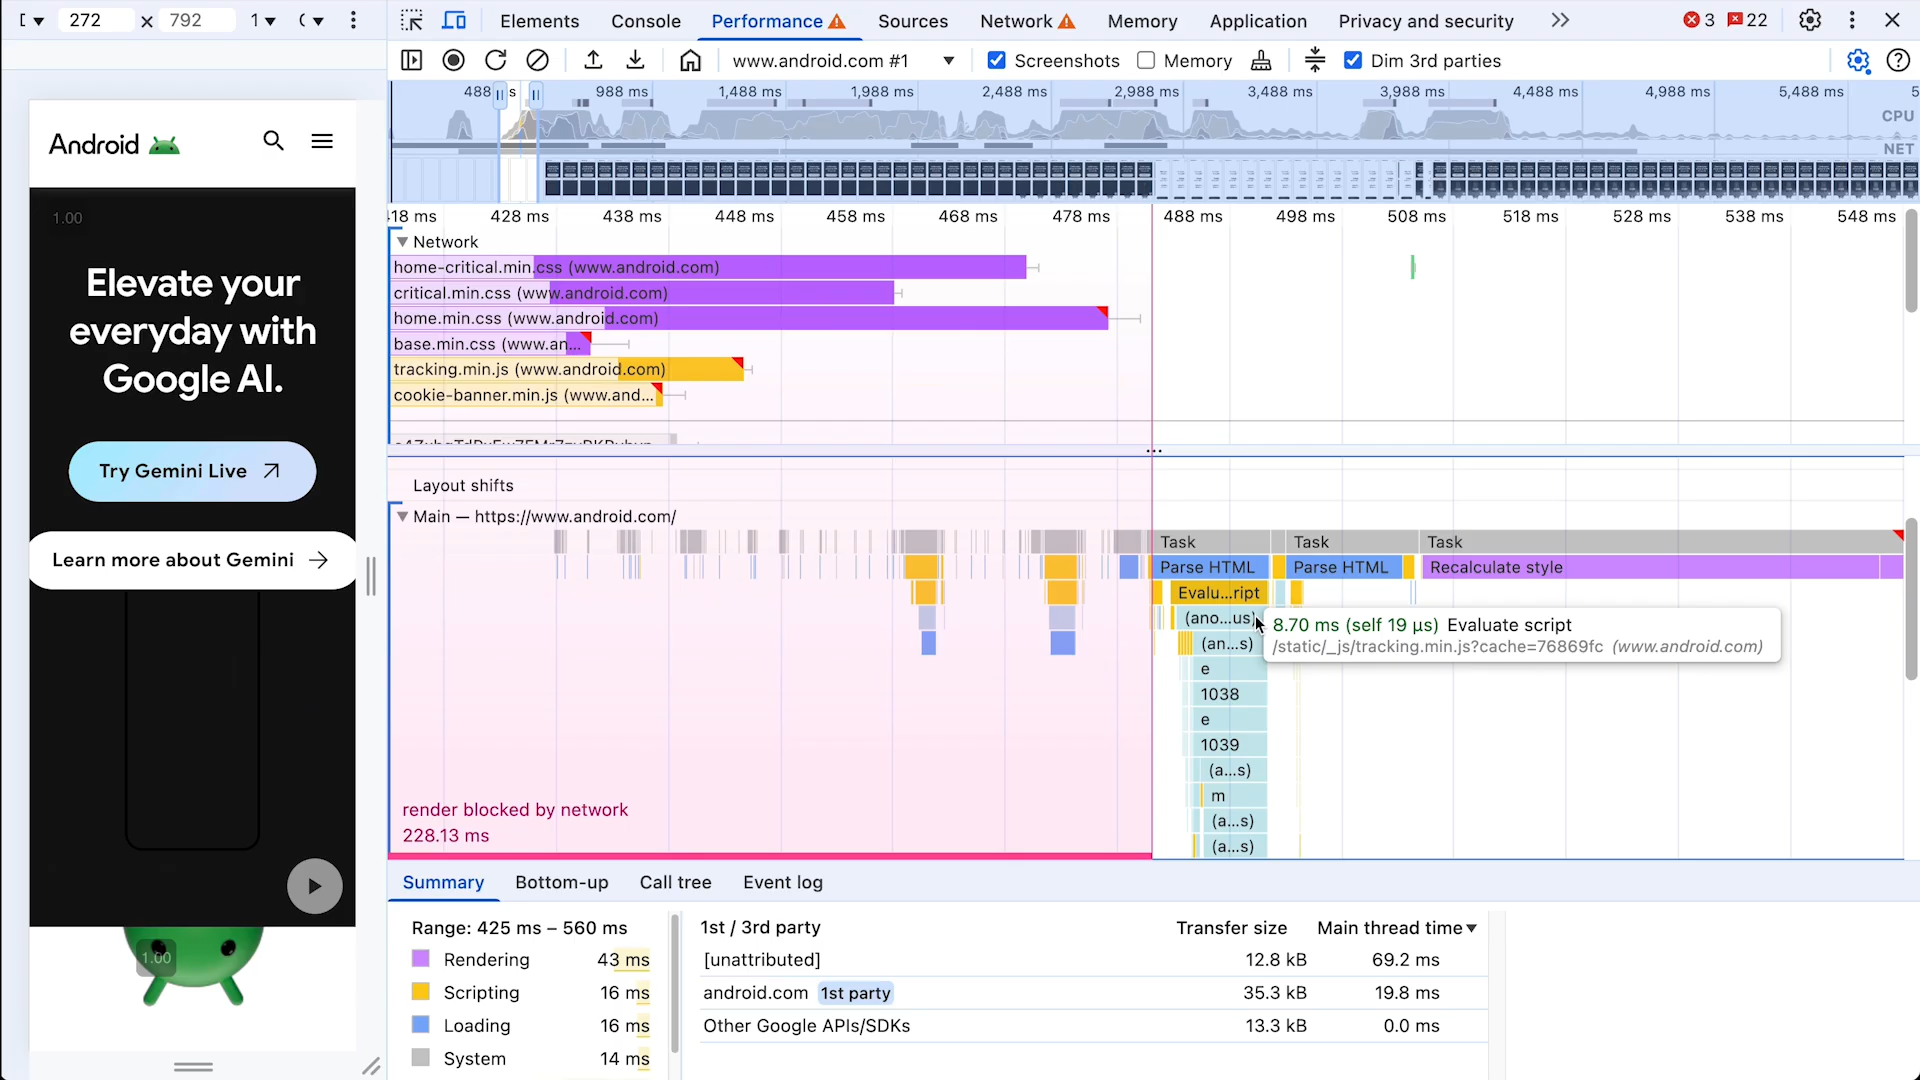 272 x 792 1
Elements Console Performance Sources Network Memory Application Privacy and security 3 22
www.android.com #1 Screenshots Memory Dim 3rd parties
488 s 988 ms 1,488 ms 1,988 ms 2,488 ms 2,988 ms 3,488 ms 3,988 ms 4,488 ms 4,988 ms 5,488 ms 5
CPU
NET
418 ms 428 ms 438 ms 448 ms 458 ms 468 ms 478 ms 488 ms 498 ms 508 ms 518 ms 528 ms 538 ms 548 ms
Network
home-critical.min.css (www.android.com)
critical.min.css (www.android.com)
home.min.css (www.android.com)
base.min.css (www.an...
tracking.min.js (www.android.com)
cookie-banner.min.js (www.and...
...
Layout shifts
Main — https://www.android.com/
Task Task Task
Parse HTML Parse HTML Recalculate style
Evalu...ript
(ano...us)
(an...s)
e
1038
e
1039
(a...s)
m
(a...s)
(a...s)
8.70 ms (self 19 μs) Evaluate script
/static/_js/tracking.min.js?cache=76869fc (www.android.com)
render blocked by network
228.13 ms
Summary Bottom-up Call tree Event log
Range: 425 ms – 560 ms
Rendering 43 ms
Scripting 16 ms
Loading 16 ms
System 14 ms
1st / 3rd party Transfer size Main thread time
[unattributed] 12.8 kB 69.2 ms
android.com 1st party 35.3 kB 19.8 ms
Other Google APIs/SDKs 13.3 kB 0.0 ms
Android
1.00
Elevate your
everyday with
Google AI.
Try Gemini Live
Learn more about Gemini
1.00